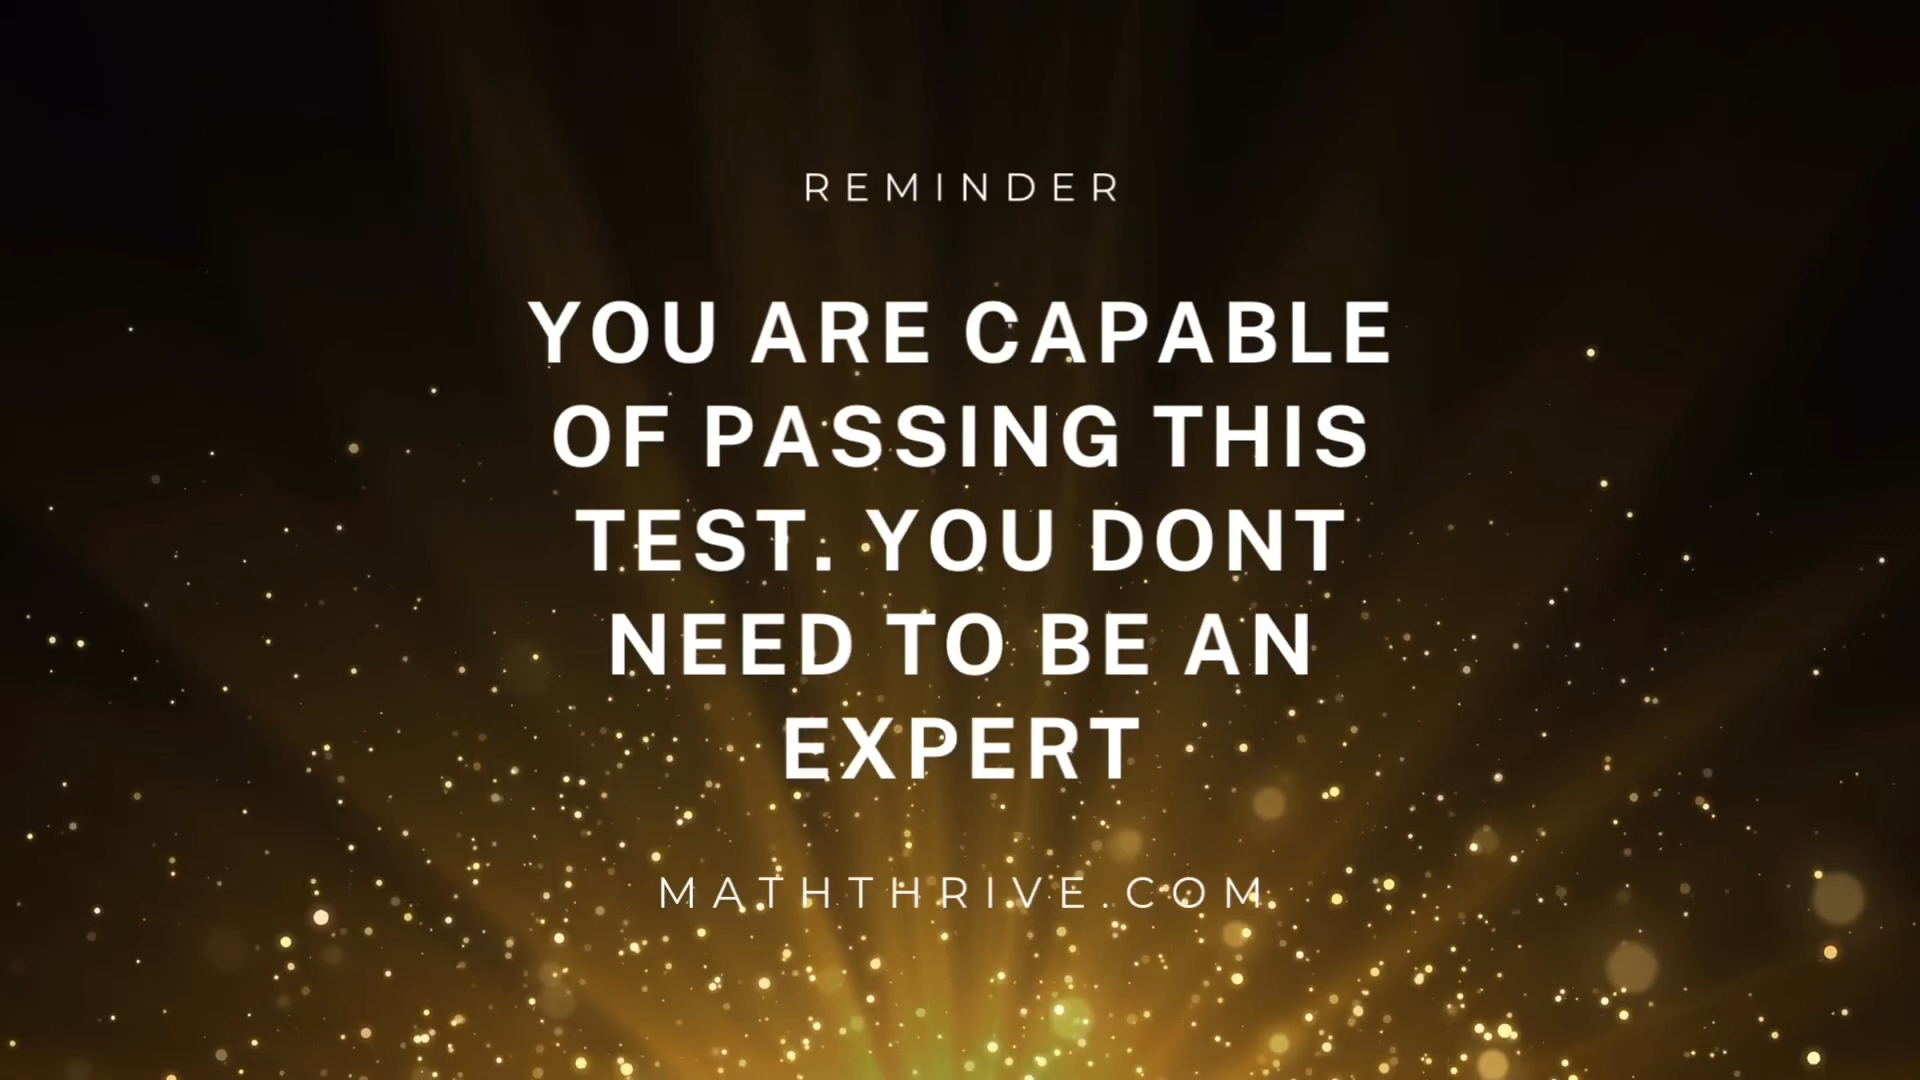 REMINDER
YOU ARE CAPABLE
OF PASSING THIS
TEST. YOU DONT
NEED TO BE AN
EXPERT
MATHTHRIVE.COM